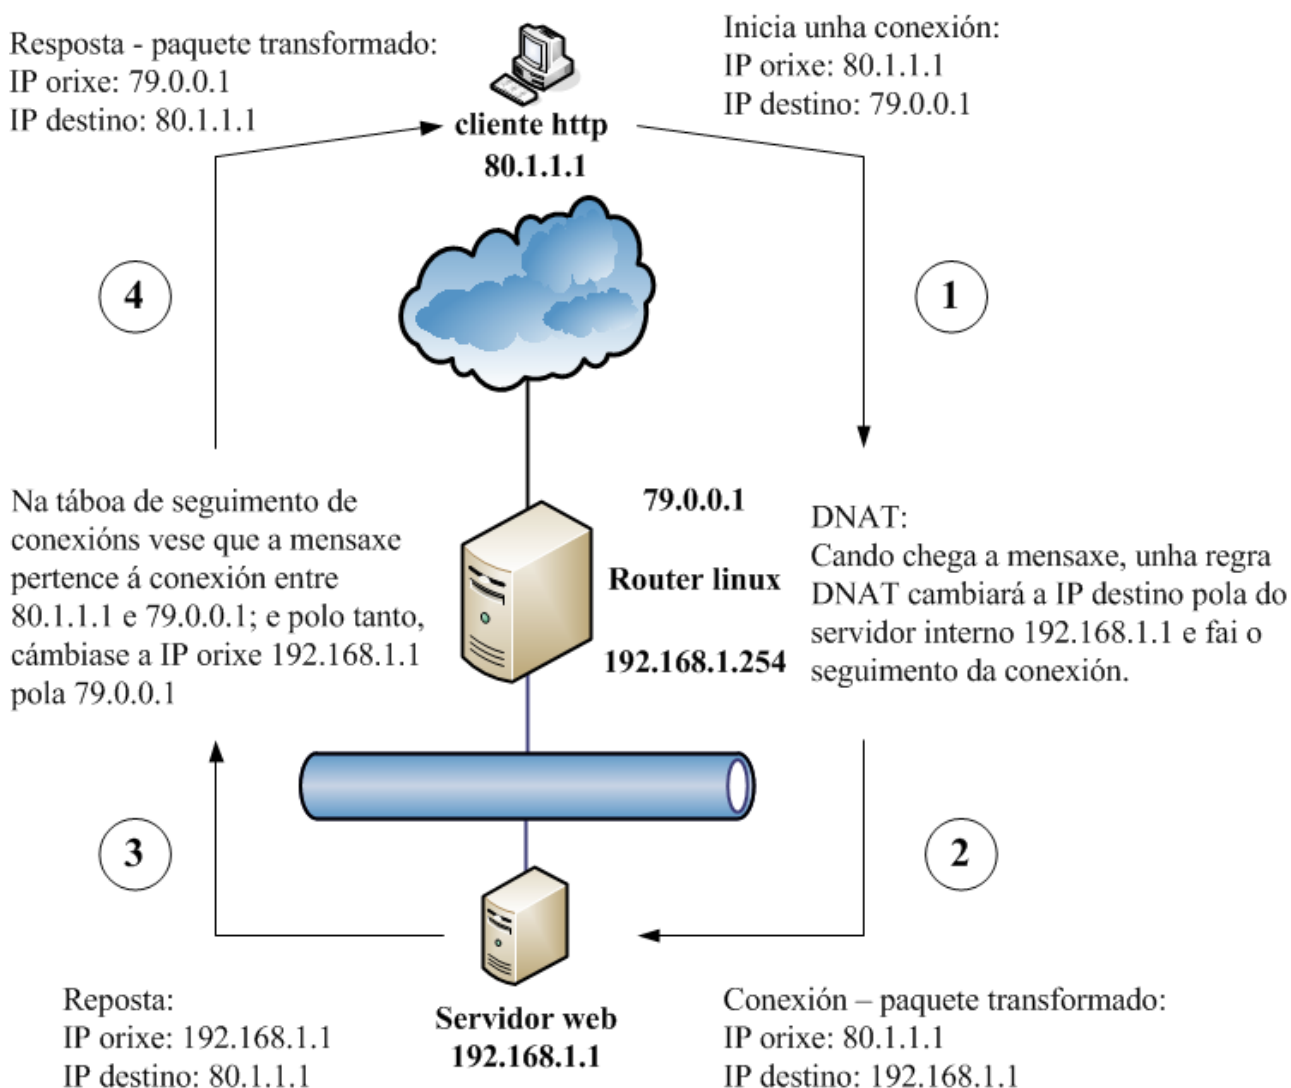 Resposta - paquete transformado:
IP orixe: 79.0.0.1
IP destino: 80.1.1.1
cliente http
80.1.1.1
Inicia unha conexión:
IP orixe: 80.1.1.1
IP destino: 79.0.0.1
4
1
Na táboa de seguimento de
conexións vese que a mensaxe
pertence á conexión entre
80.1.1.1 e 79.0.0.1; e polo tanto,
cámbiase a IP orixe 192.168.1.1
pola 79.0.0.1
79.0.0.1
Router linux
192.168.1.254
DNAT:
Cando chega a mensaxe, unha regra
DNAT cambiará a IP destino pola do
servidor interno 192.168.1.1 e fai o
seguimento da conexión.
3
2
Reposta:
IP orixe: 192.168.1.1
IP destino: 80.1.1.1
Servidor web
192.168.1.1
Conexión – paquete transformado:
IP orixe: 80.1.1.1
IP destino: 192.168.1.1